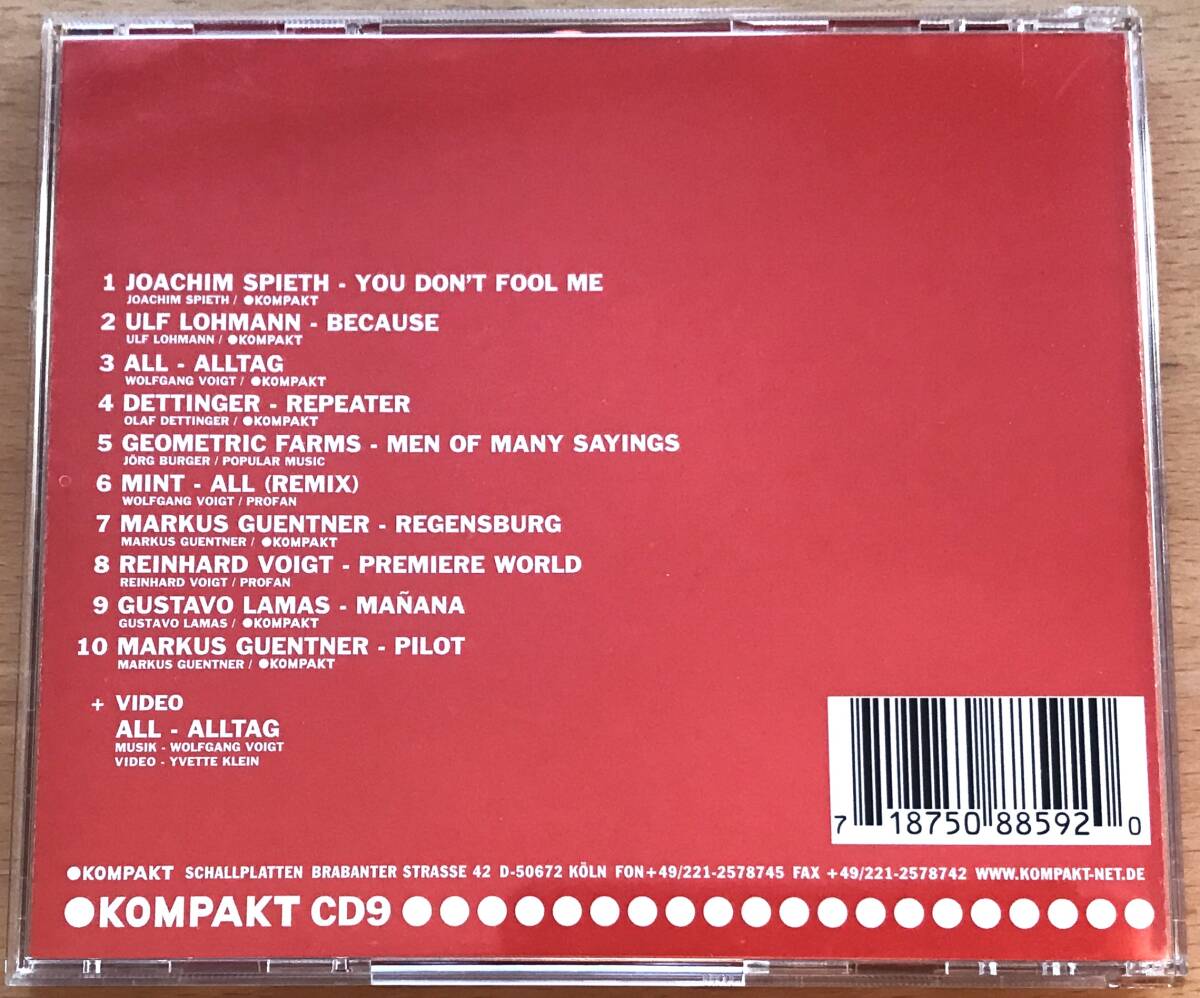 1 JOACHIM SPIETH - YOU DON'T FOOL ME
JOACHIM SPIETH / ●KOMPAKT
2 ULF LOHMANN - BECAUSE
ULF LOHMANN / ●KOMPAKT
3 ALL - ALLTAG
WOLFGANG VOIGT / ●KOMPAKT
4 DETTINGER - REPEATER
OLAF DETTINGER / ●KOMPAKT
5 GEOMETRIC FARMS - MEN OF MANY SAYINGS
JÖRG BURGER / POPULAR MUSIC
6 MINT - ALL (REMIX)
WOLFGANG VOIGT / PROFAN
7 MARKUS GUENTNER - REGENSBURG
MARKUS GUENTNER / ●KOMPAKT
8 REINHARD VOIGT - PREMIERE WORLD
REINHARD VOIGT / PROFAN
9 GUSTAVO LAMAS - MAÑANA
GUSTAVO LAMAS / ●KOMPAKT
10 MARKUS GUENTNER - PILOT
MARKUS GUENTNER / ●KOMPAKT
+ VIDEO
ALL - ALLTAG
MUSIK - WOLFGANG VOIGT
VIDEO - YVETTE KLEIN
7 18750 88592 0
●KOMPAKT SCHALLPLATTEN BRABANTER STRASSE 42 D-50672 KÖLN FON+49/221-2578745 FAX +49/221-2578742 WWW.KOMPAKT-NET.DE
●KOMPAKT CD9